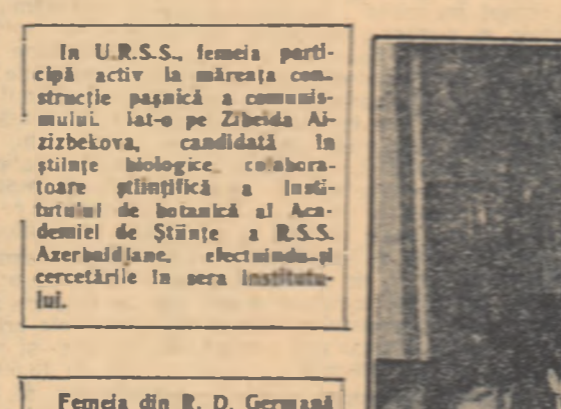 In U.R.S.S., femeia parti-
cipă activ la măreața con-
strucție pașnică a comunis-
mului. Iat-o pe Zibeida Ai-
zizbekova, candidată în
științe biologice colabora-
toare științifică a Insti-
tutului de botanică al Aca-
demiei de Științe a R.S.S.
Azerbaidjane, efectuîndu-și
cercetările în sera institutu-
lui.
Femeia din R. D. Germană